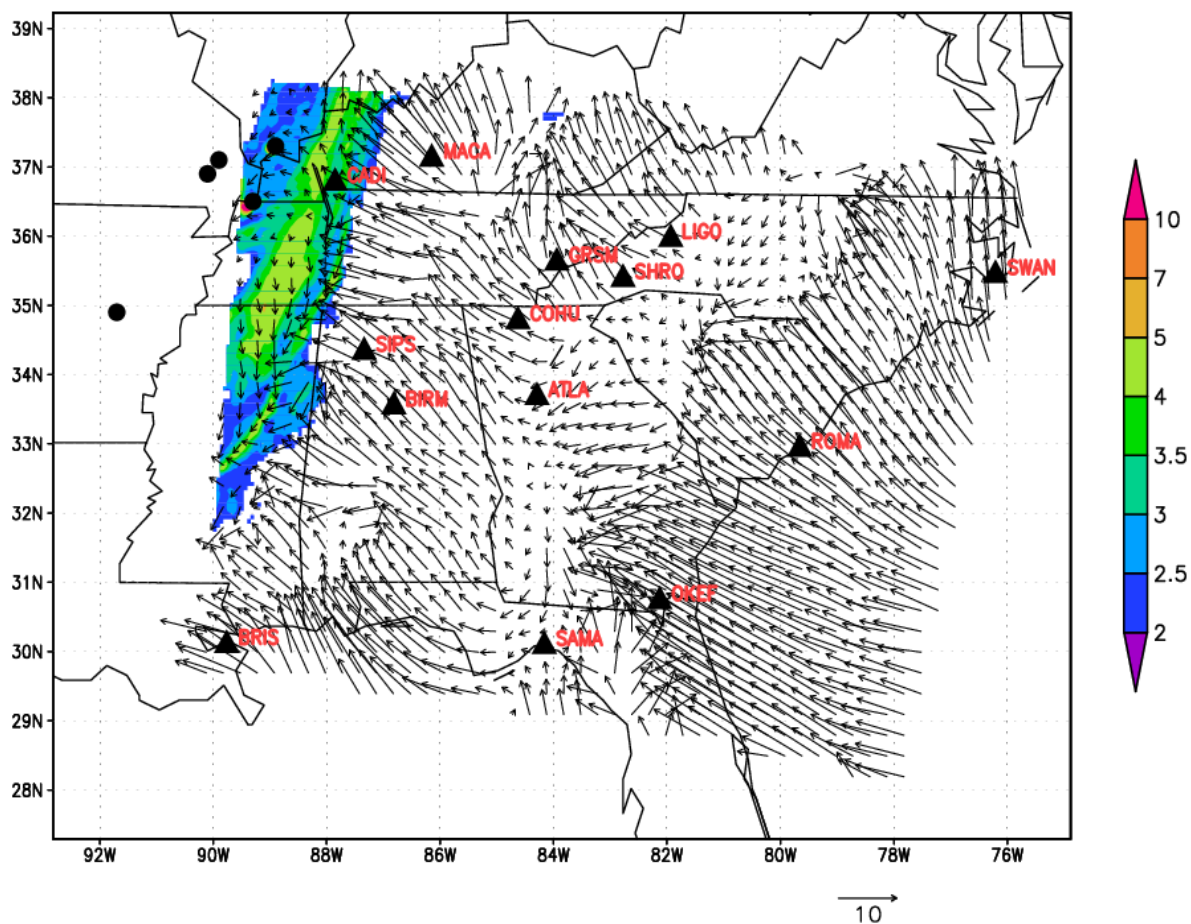 39N
38N
37N
36N
35N
34N
33N
32N
31N
30N
29N
28N
92W 90W 88W 86W 84W 82W 80W 78W 76W
MACA
CADI
LIGO
GRSM
SHRO
SWAN
COHU
SIPS
ATLA
BIRM
ROMA
OKEF
BRIS
SAMA
10
7
5
4
3.5
3
2.5
2
10